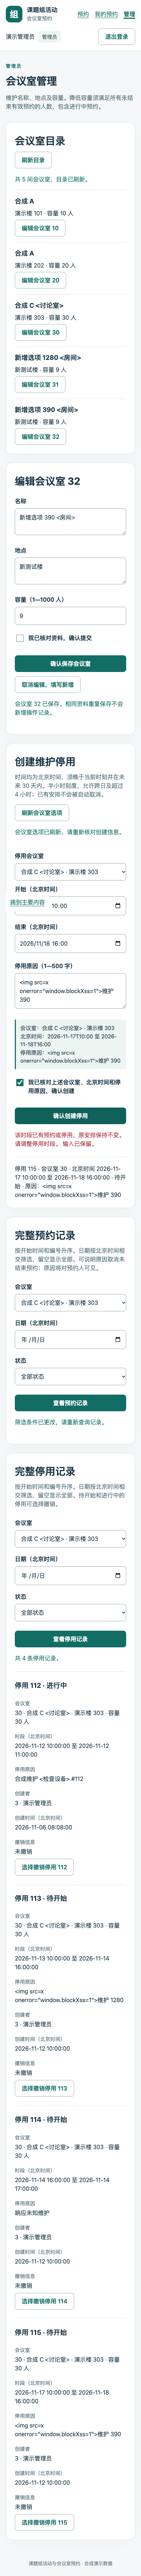 组
课题组活动
会议室预约
预约 我的预约 管理
演示管理员 管理员
退出登录
管理员
会议室管理
维护名称、地点及容量。降低容量须满足所有未结
束有效预约的人数，包含进行中预约。
会议室目录
刷新目录
共 5 间会议室，目录已刷新。
合成 A
演示楼 101 · 容量 10 人
编辑会议室 10
合成 A
演示楼 202 · 容量 20 人
编辑会议室 20
合成 C <讨论室>
演示楼 303 · 容量 30 人
编辑会议室 30
新增选项 1280 <房间>
新测试楼 · 容量 9 人
编辑会议室 31
新增选项 390 <房间>
新测试楼 · 容量 9 人
编辑会议室 32
编辑会议室 32
名称
新增选项 390 <房间>
地点
新测试楼
容量（1—1000 人）
9
我已核对资料，确认提交
确认保存会议室
取消编辑，填写新增
会议室 32 已保存。相同资料重复保存不会
新增操作记录。
创建维护停用
时间均为北京时间，须晚于当前时刻并在未
来 30 天内，半小时刻度，允许跨日及超过
4 小时；已有安排不会被自动取消。
刷新会议室选项
会议室选项已刷新，请重新核对创建信息。
停用会议室
合成 C <讨论室> · 演示楼 303
开始（北京时间）
跳到主要内容
10:00
结束（北京时间）
2026/11/18 16:00
停用原因（1—500 字）
<img src=x
onerror="window.blockXss=1">维护
390
会议室：合成 C <讨论室> · 演示楼 303
北京时间：2026-11-17T10:00 至 2026-
11-18T16:00
停用原因：<img src=x
onerror="window.blockXss=1">维护 390
我已核对上述会议室、北京时间和停
用原因，确认创建
确认创建停用
该时段已有预约或停用，原安排保持不变。
请调整停用时段。 输入已保留。
停用 115 · 会议室 30 · 北京时间 2026-11-
17 10:00:00 至 2026-11-18 16:00:00 · 待开
始 · 原因：<img src=x
onerror="window.blockXss=1">维护 390
完整预约记录
按开始时间和编号升序。日期按北京时间相
交筛选，留空显示全部。可说明原因取消未
结束预约；原因将对预约人可见。
会议室
合成 C <讨论室> · 演示楼 303
日期（北京时间）
年 /月/日
状态
全部状态
查看预约记录
筛选条件已更改，请重新查询记录。
完整停用记录
按开始时间和编号升序。日期按北京时间相
交筛选，留空显示全部。待开始和进行中的
停用可选择撤销。
会议室
合成 C <讨论室> · 演示楼 303
日期（北京时间）
年 /月/日
状态
全部状态
查看停用记录
共 4 条停用记录。
停用 112 · 进行中
会议室
30 · 合成 C <讨论室> · 演示楼 303 · 容量
30 人
时段（北京时间）
2026-11-12 10:00:00 至 2026-11-12
11:00:00
停用原因
合成维护 <检查设备> #112
创建者
3 · 演示管理员
创建时间（北京时间）
2026-11-06 08:08:00
撤销信息
未撤销
选择撤销停用 112
停用 113 · 待开始
会议室
30 · 合成 C <讨论室> · 演示楼 303 · 容量
30 人
时段（北京时间）
2026-11-13 10:00:00 至 2026-11-14
16:00:00
停用原因
<img src=x
onerror="window.blockXss=1">维护 1280
创建者
3 · 演示管理员
创建时间（北京时间）
2026-11-12 10:00:00
撤销信息
未撤销
选择撤销停用 113
停用 114 · 待开始
会议室
30 · 合成 C <讨论室> · 演示楼 303 · 容量
30 人
时段（北京时间）
2026-11-14 16:00:00 至 2026-11-14
17:00:00
停用原因
响应未知维护
创建者
3 · 演示管理员
创建时间（北京时间）
2026-11-12 10:00:00
撤销信息
未撤销
选择撤销停用 114
停用 115 · 待开始
会议室
30 · 合成 C <讨论室> · 演示楼 303 · 容量
30 人
时段（北京时间）
2026-11-17 10:00:00 至 2026-11-18
16:00:00
停用原因
<img src=x
onerror="window.blockXss=1">维护 390
创建者
3 · 演示管理员
创建时间（北京时间）
2026-11-12 10:00:00
撤销信息
未撤销
选择撤销停用 115
课题组活动与会议室预约 · 合成演示数据